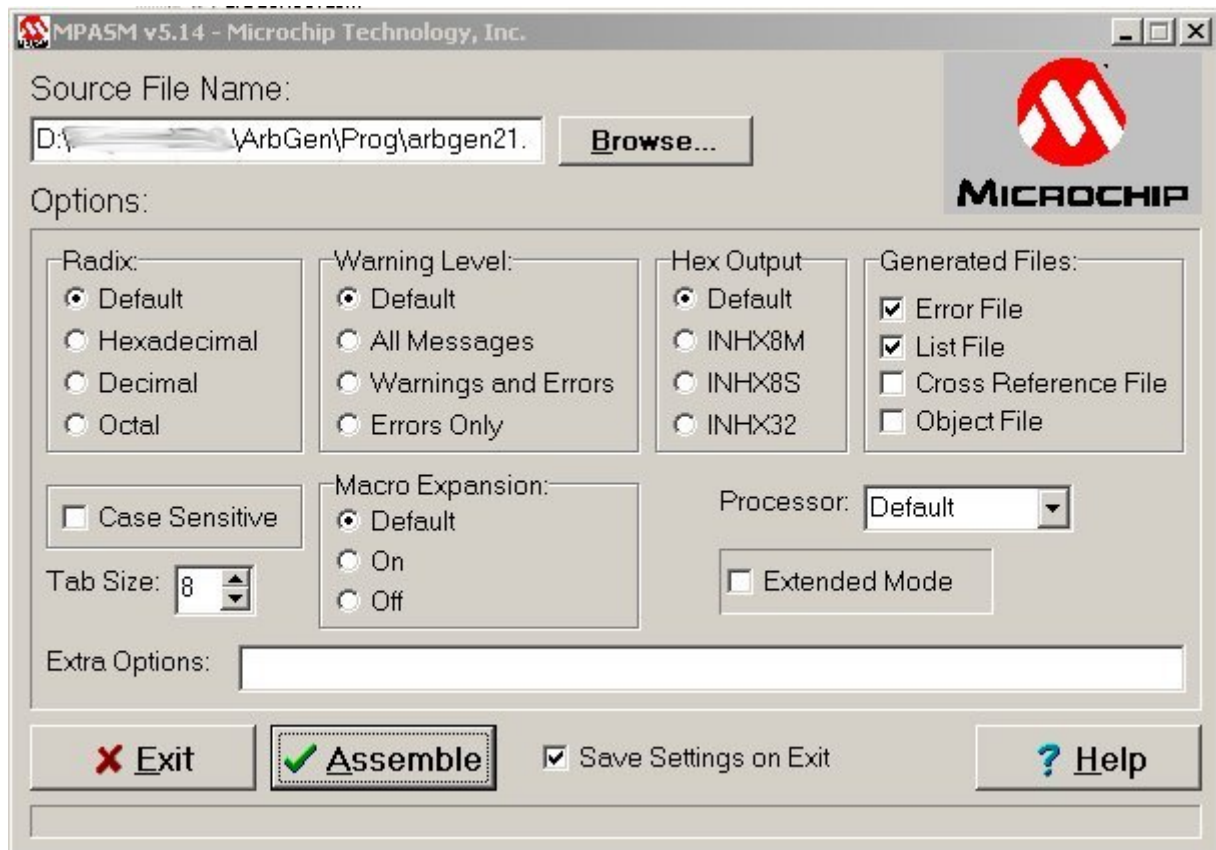 MPASM v5.14 - Microchip Technology, Inc.
Source File Name:
D:\ \ArbGen\Prog\arbgen21.
Browse...
MICROCHIP
Options:
Radix:
Default
Hexadecimal
Decimal
Octal
Warning Level:
Default
All Messages
Warnings and Errors
Errors Only
Hex Output
Default
INHX8M
INHX8S
INHX32
Generated Files:
Error File
List File
Cross Reference File
Object File
Case Sensitive
Tab Size: 8
Macro Expansion:
Default
On
Off
Processor: Default
Extended Mode
Extra Options:
Exit
Assemble
Save Settings on Exit
? Help